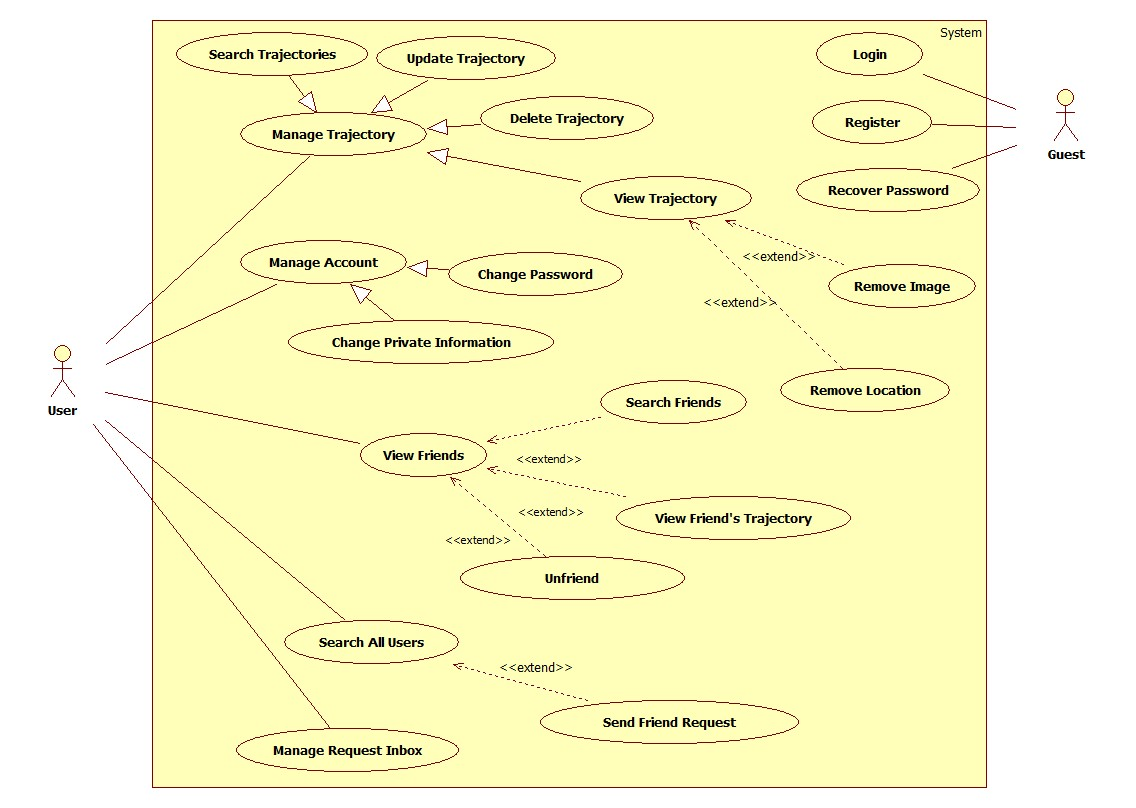 System
Search Trajectories
Update Trajectory
Login
Delete Trajectory
Register
Manage Trajectory
Guest
Recover Password
View Trajectory
<<extend>>
Manage Account
Change Password
Remove Image
<<extend>>
Change Private Information
Remove Location
User
Search Friends
View Friends
<<extend>>
<<extend>>
View Friend's Trajectory
<<extend>>
Unfriend
Search All Users
<<extend>>
Send Friend Request
Manage Request Inbox